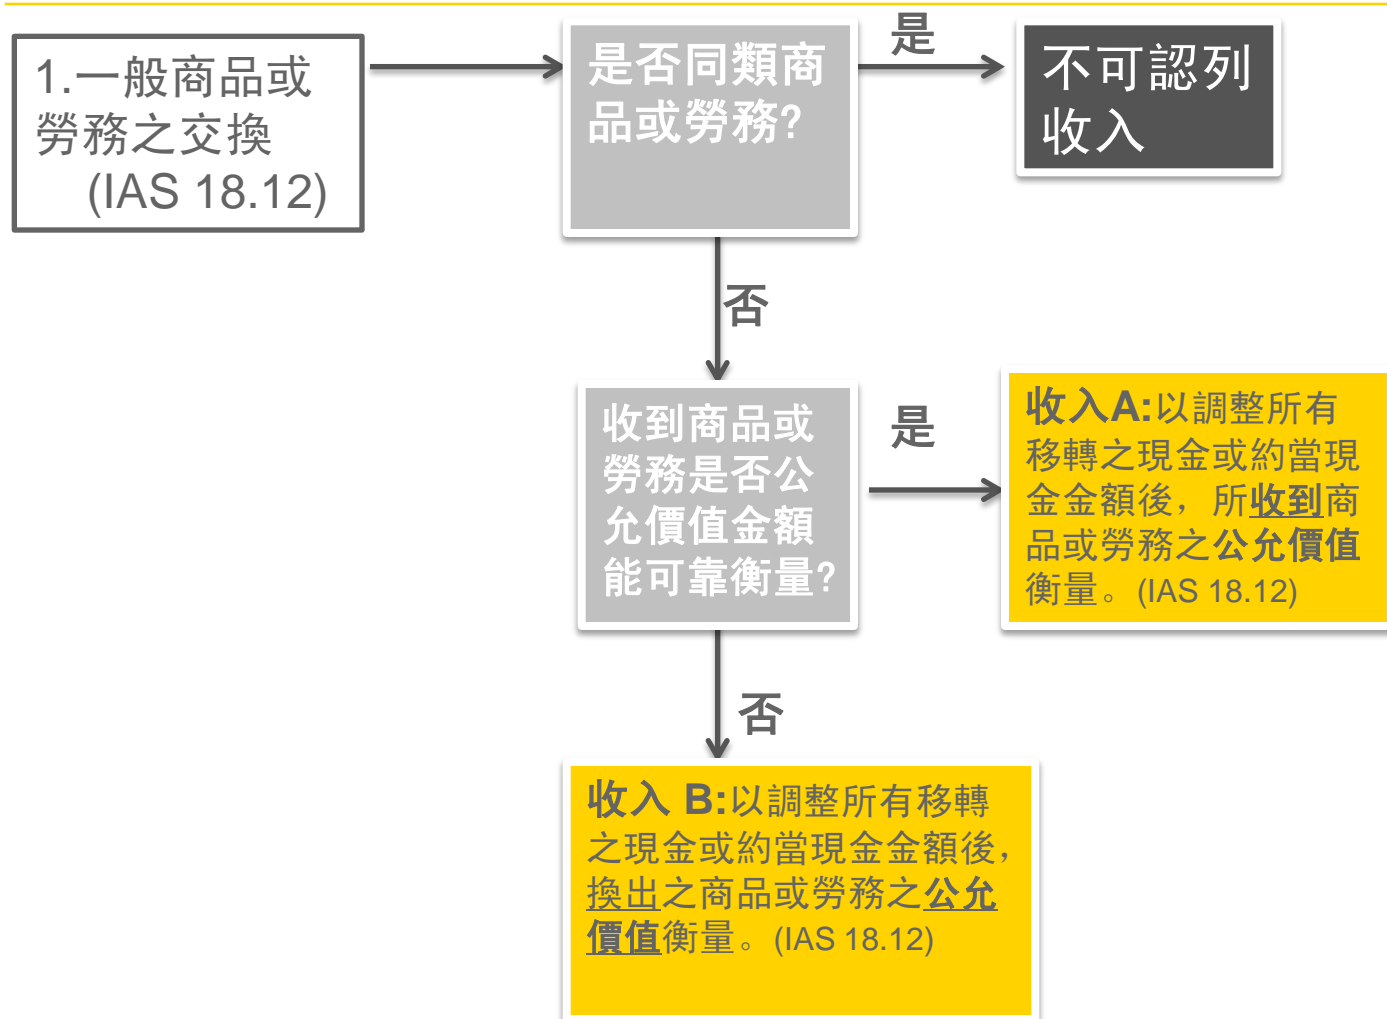 1.一般商品或
勞務之交換
(IAS 18.12)
是否同類商
品或勞務?
是
不可認列
收入
否
收到商品或
勞務是否公
允價值金額
能可靠衡量?
是
收入A:以調整所有
移轉之現金或約當現
金金額後，所收到商
品或勞務之公允價值
衡量。(IAS 18.12)
否
收入 B:以調整所有移轉
之現金或約當現金金額後，
換出之商品或勞務之公允
價值衡量。(IAS 18.12)